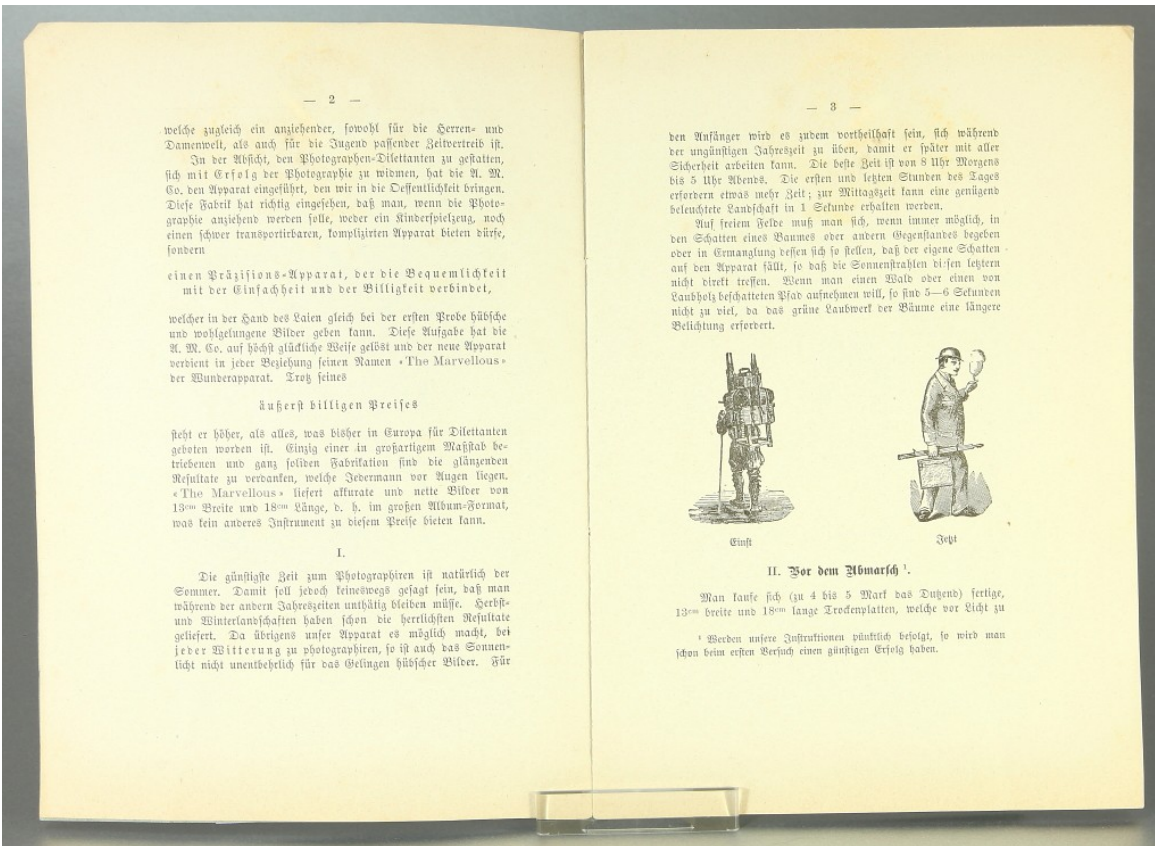 — 2 —
welche zugleich ein anziehender, sowohl für die Herren- und
Damenwelt, als auch für die Jugend passender Zeitvertreib ist.
In der Absicht, den Photographen-Dilettanten zu gestatten,
sich mit Erfolg der Photographie zu widmen, hat die A. M.
Co. den Apparat eingeführt, den wir in die Oeffentlichkeit bringen.
Diese Fabrik hat richtig eingesehen, daß man, wenn die Photo-
graphie anziehend werden solle, weder ein Kinderspielzeug, noch
einen schwer transportirbaren, komplizirten Apparat bieten dürfe,
sondern
einen Präzisions-Apparat, der die Bequemlichkeit
mit der Einfachheit und der Billigkeit verbindet,
welcher in der Hand des Laien gleich bei der ersten Probe hübsche
und wohlgelungene Bilder geben kann. Diese Aufgabe hat die
A. M. Co. auf höchst glückliche Weise gelöst und der neue Apparat
verdient in jeder Beziehung seinen Namen «The Marvellous»
der Wunderapparat. Trotz seines
äußerst billigen Preises
steht er höher, als alles, was bisher in Europa für Dilettanten
geboten worden ist. Einzig einer in großartigem Maßstab be-
triebenen und ganz soliden Fabrikation sind die glänzenden
Resultate zu verdanken, welche Jedermann vor Augen liegen.
«The Marvellous» liefert akkurate und nette Bilder von
13cm Breite und 18cm Länge, d. h. im großen Album-Format,
was kein anderes Instrument zu diesem Preise bieten kann.
I.
Die günstigste Zeit zum Photographiren ist natürlich der
Sommer. Damit soll jedoch keineswegs gesagt sein, daß man
während der andern Jahreszeiten unthätig bleiben müsse. Herbst-
und Winterlandschaften haben schon die herrlichsten Resultate
geliefert. Da übrigens unser Apparat es möglich macht, bei
jeder Witterung zu photographiren, so ist auch das Sonnen-
licht nicht unentbehrlich für das Gelingen hübscher Bilder. Für
— 3 —
den Anfänger wird es zudem vortheilhaft sein, sich während
der ungünstigen Jahreszeit zu üben, damit er später mit aller
Sicherheit arbeiten kann. Die beste Zeit ist von 8 Uhr Morgens
bis 5 Uhr Abends. Die ersten und letzten Stunden des Tages
erfordern etwas mehr Zeit; zur Mittagszeit kann eine genügend
beleuchtete Landschaft in 1 Sekunde erhalten werden.
Auf freiem Felde muß man sich, wenn immer möglich, in
den Schatten eines Baumes oder andern Gegenstandes begeben
oder in Ermanglung dessen sich so stellen, daß der eigene Schatten
auf den Apparat fällt, so daß die Sonnenstrahlen diesen letztern
nicht direkt treffen. Wenn man einen Wald oder einen von
Laubholz beschatteten Pfad aufnehmen will, so sind 5—6 Sekunden
nicht zu viel, da das grüne Laubwerk der Bäume eine längere
Belichtung erfordert.
Einst
Jetzt
II. Vor dem Abmarsch ¹.
Man kaufe sich (zu 4 bis 5 Mark das Dutzend) fertige,
13cm breite und 18cm lange Trockenplatten, welche vor Licht zu
¹ Werden unsere Instruktionen pünktlich befolgt, so wird man
schon beim ersten Versuch einen günstigen Erfolg haben.